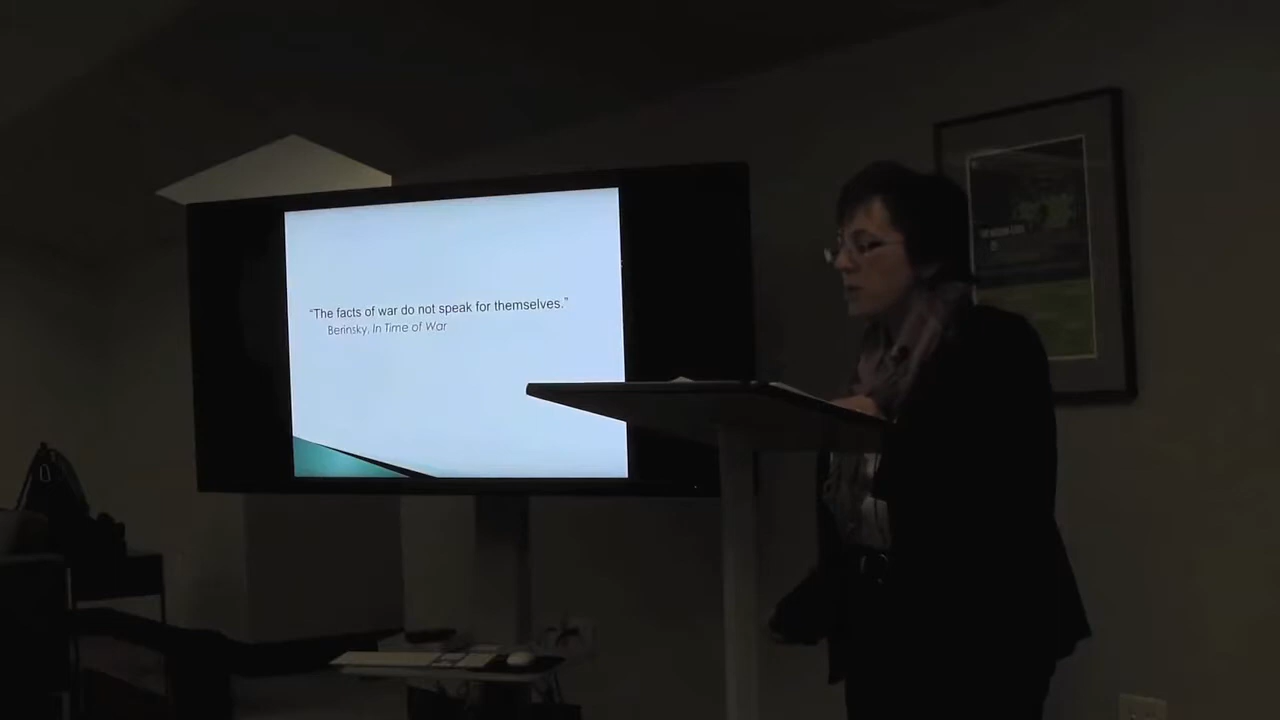 “The facts of war do not speak for themselves.”
Berinsky, In Time of War